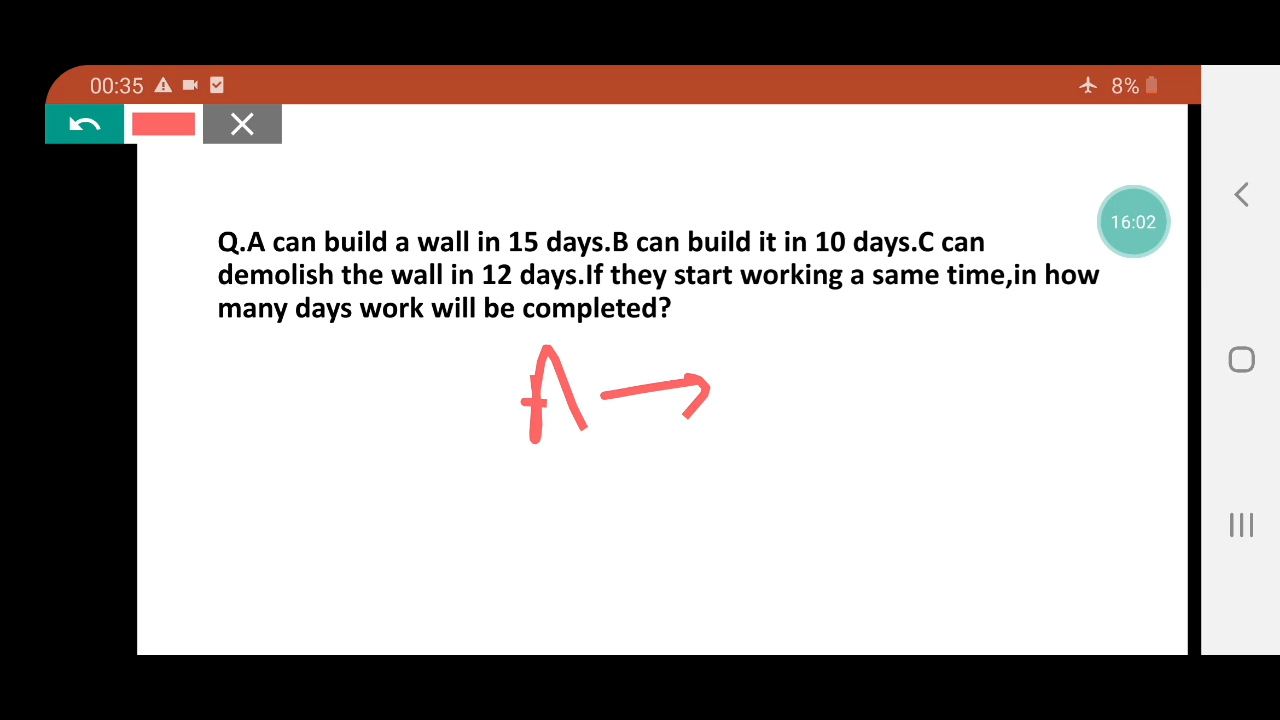 00:35
8%
16:02
Q.A can build a wall in 15 days.B can build it in 10 days.C can
demolish the wall in 12 days.If they start working a same time,in how
many days work will be completed?
A →